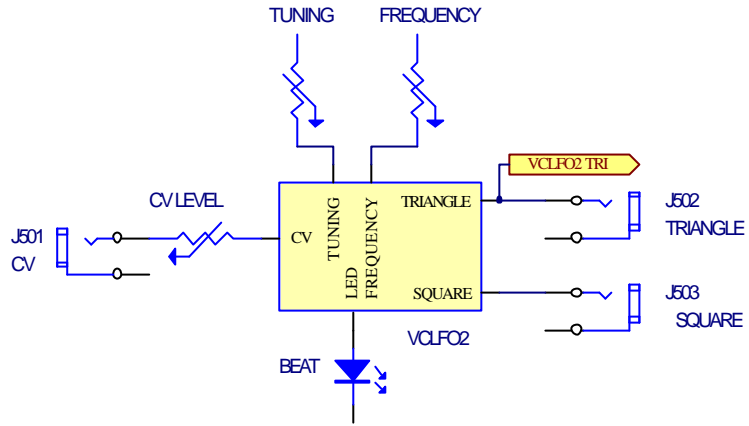 TUNING
FREQUENCY
VCLFO2 TRI
CV LEVEL
J501
CV
CV
TUNING
LED
FREQUENCY
TRIANGLE
SQUARE
J502
TRIANGLE
J503
SQUARE
VCLFO2
BEAT